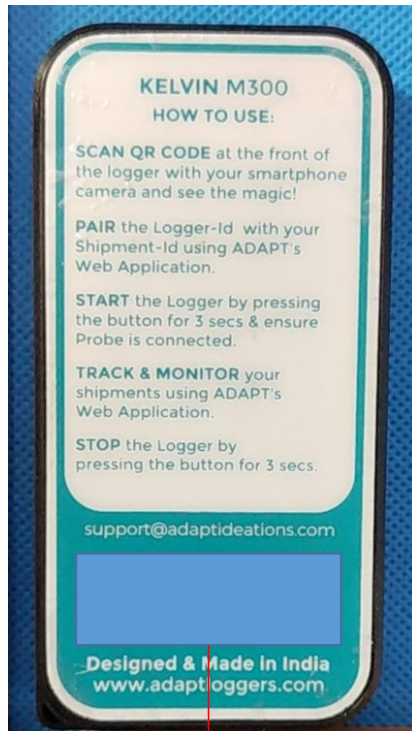 KELVIN M300
HOW TO USE:
SCAN QR CODE at the front of
the logger with your smartphone
camera and see the magic!
PAIR the Logger-Id with your
Shipment-Id using ADAPT's
Web Application.
START the Logger by pressing
the button for 3 secs & ensure
Probe is connected.
TRACK & MONITOR your
shipments using ADAPT's
Web Application.
STOP the Logger by
pressing the button for 3 secs.
support@adaptideations.com
Designed & Made in India
www.adaptloggers.com